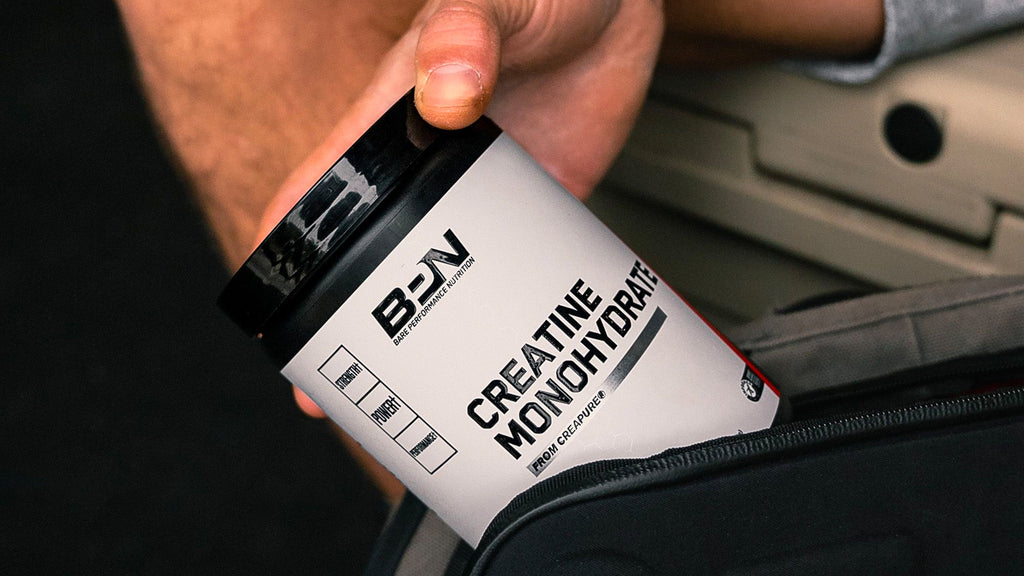 BPN
BARE PERFORMANCE NUTRITION
STRENGTH†
POWER†
PERFORMANCE†
CREATINE
MONOHYDRATE
FROM CREAPURE®